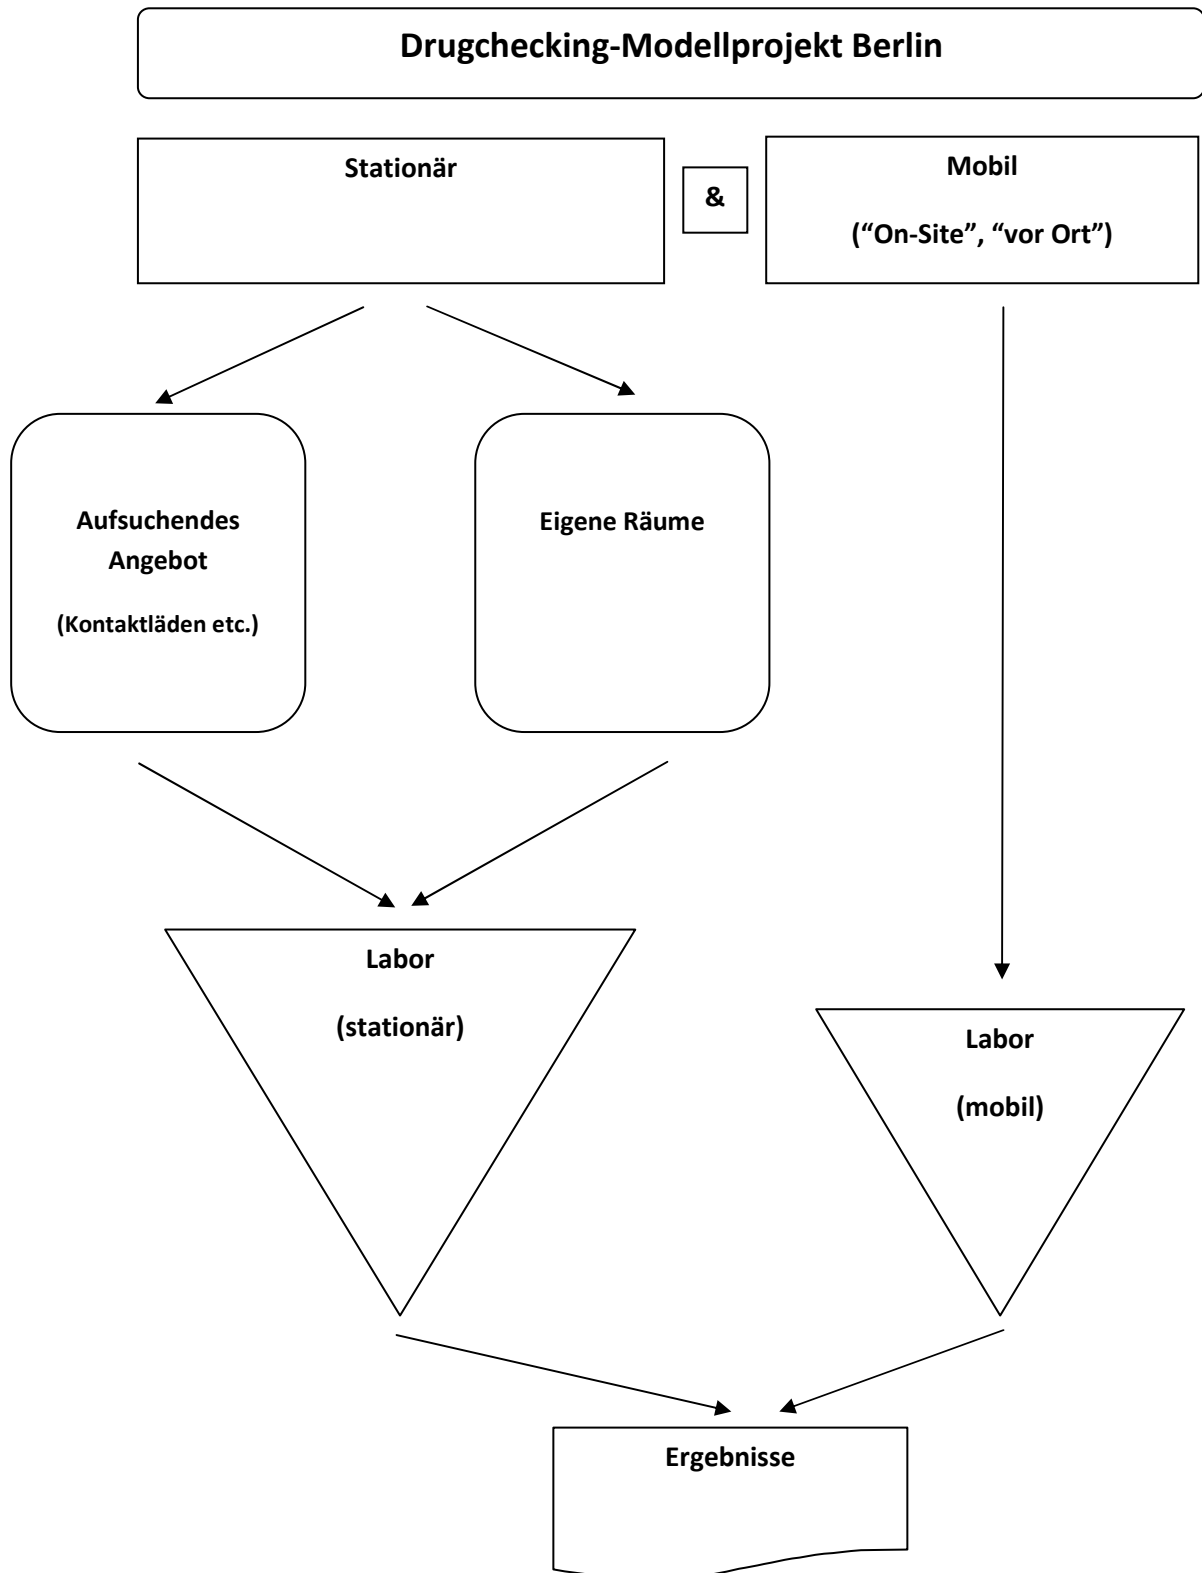 Drugchecking-Modellprojekt Berlin
Stationär
&
Mobil
(“On-Site”, “vor Ort”)
Aufsuchendes
Angebot
(Kontaktläden etc.)
Eigene Räume
Labor
(stationär)
Labor
(mobil)
Ergebnisse